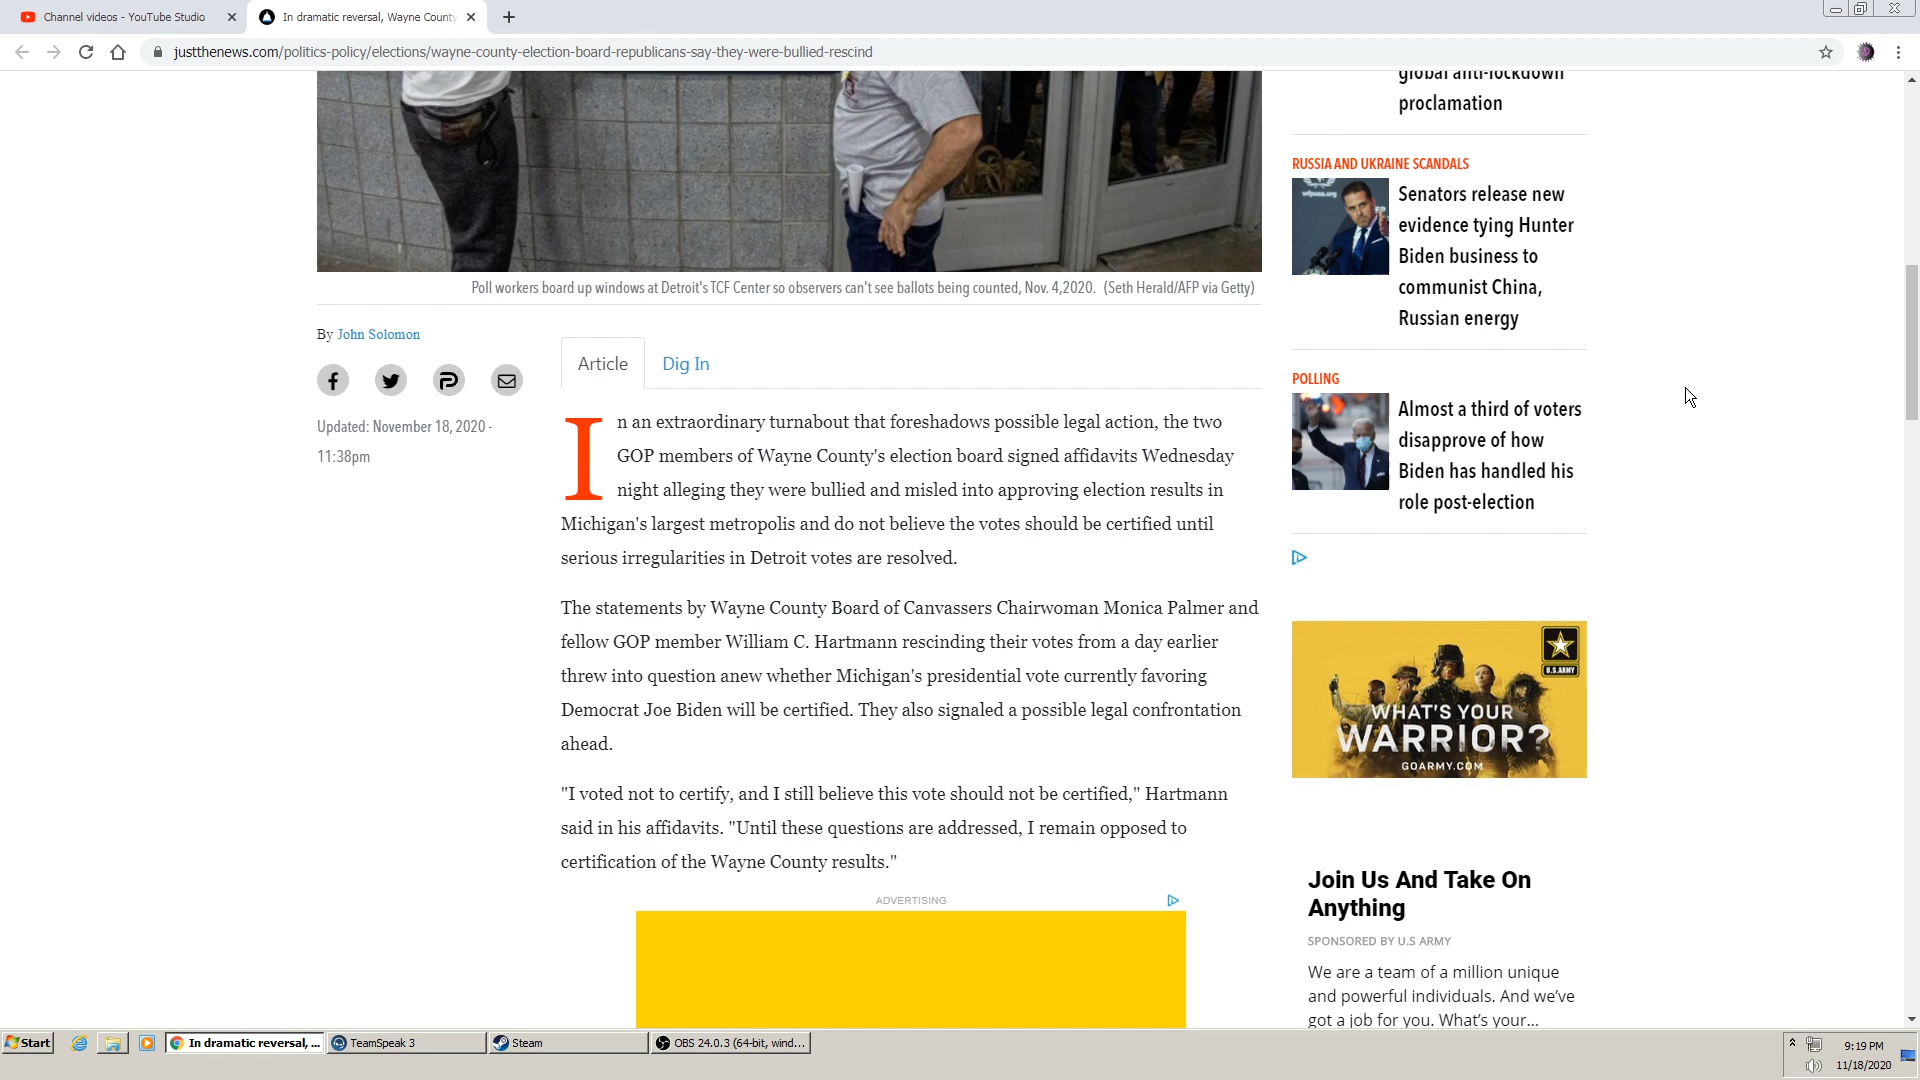 Channel videos - YouTube Studio
In dramatic reversal, Wayne County
justthenews.com/politics-policy/elections/wayne-county-election-board-republicans-say-they-were-bullied-rescind
Poll workers board up windows at Detroit's TCF Center so observers can't see ballots being counted, Nov. 4,2020. (Seth Herald/AFP via Getty)
By John Solomon
Updated: November 18, 2020 -
11:38pm
Article
Dig In
In an extraordinary turnabout that foreshadows possible legal action, the two
GOP members of Wayne County's election board signed affidavits Wednesday
night alleging they were bullied and misled into approving election results in
Michigan's largest metropolis and do not believe the votes should be certified until
serious irregularities in Detroit votes are resolved.
The statements by Wayne County Board of Canvassers Chairwoman Monica Palmer and
fellow GOP member William C. Hartmann rescinding their votes from a day earlier
threw into question anew whether Michigan's presidential vote currently favoring
Democrat Joe Biden will be certified. They also signaled a possible legal confrontation
ahead.
"I voted not to certify, and I still believe this vote should not be certified," Hartmann
said in his affidavits. "Until these questions are addressed, I remain opposed to
certification of the Wayne County results."
ADVERTISING
global anti-lockdown
proclamation
RUSSIA AND UKRAINE SCANDALS
Senators release new
evidence tying Hunter
Biden business to
communist China,
Russian energy
POLLING
Almost a third of voters
disapprove of how
Biden has handled his
role post-election
U.S.ARMY
WHAT'S YOUR
WARRIOR?
GOARMY.COM
Join Us And Take On
Anything
SPONSORED BY U.S ARMY
We are a team of a million unique
and powerful individuals. And we've
got a job for you. What's your...
Start
In dramatic reversal, ...
TeamSpeak 3
Steam
OBS 24.0.3 (64-bit, wind...
9:19 PM
11/18/2020